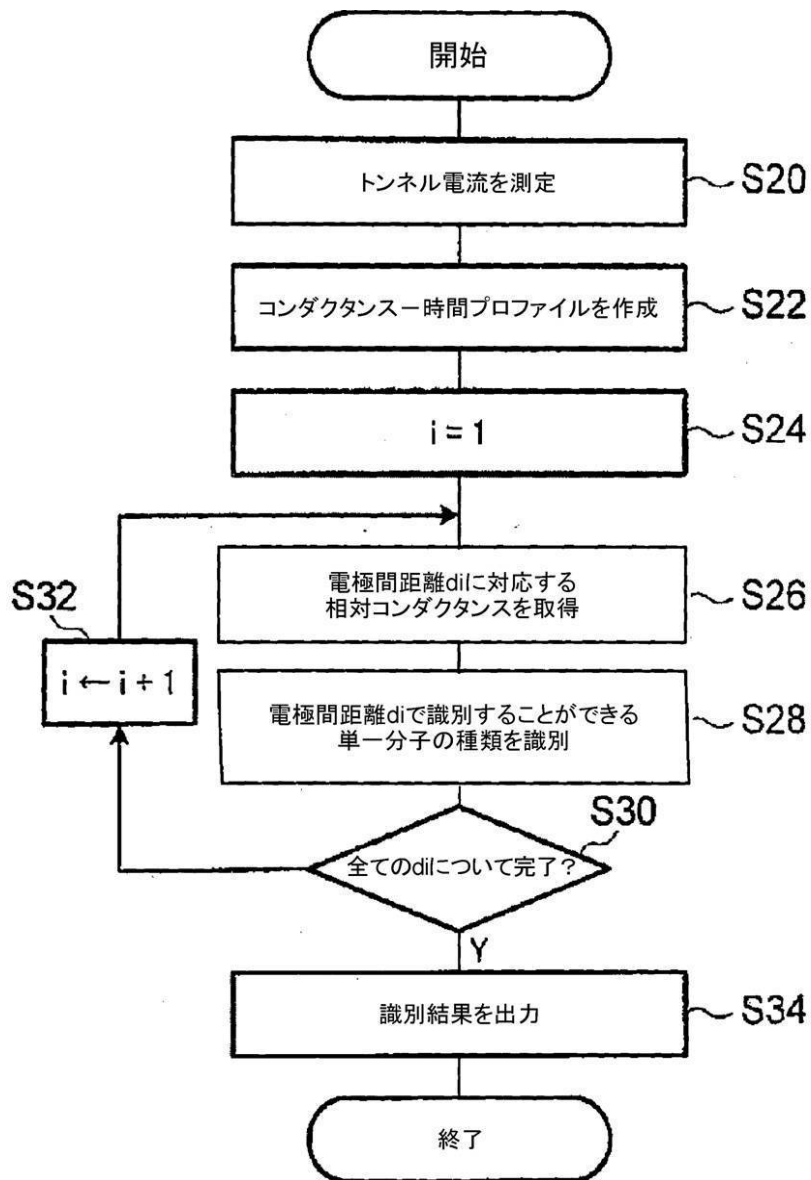 開始
トンネル電流を測定
S20
コンダクタンス－時間プロファイルを作成
S22
i = 1
S24
電極間距離diに対応する
相対コンダクタンスを取得
S26
S32
i ← i + 1
電極間距離diで識別することができる
単一分子の種類を識別
S28
S30
全てのdiについて完了？
Y
識別結果を出力
S34
終了